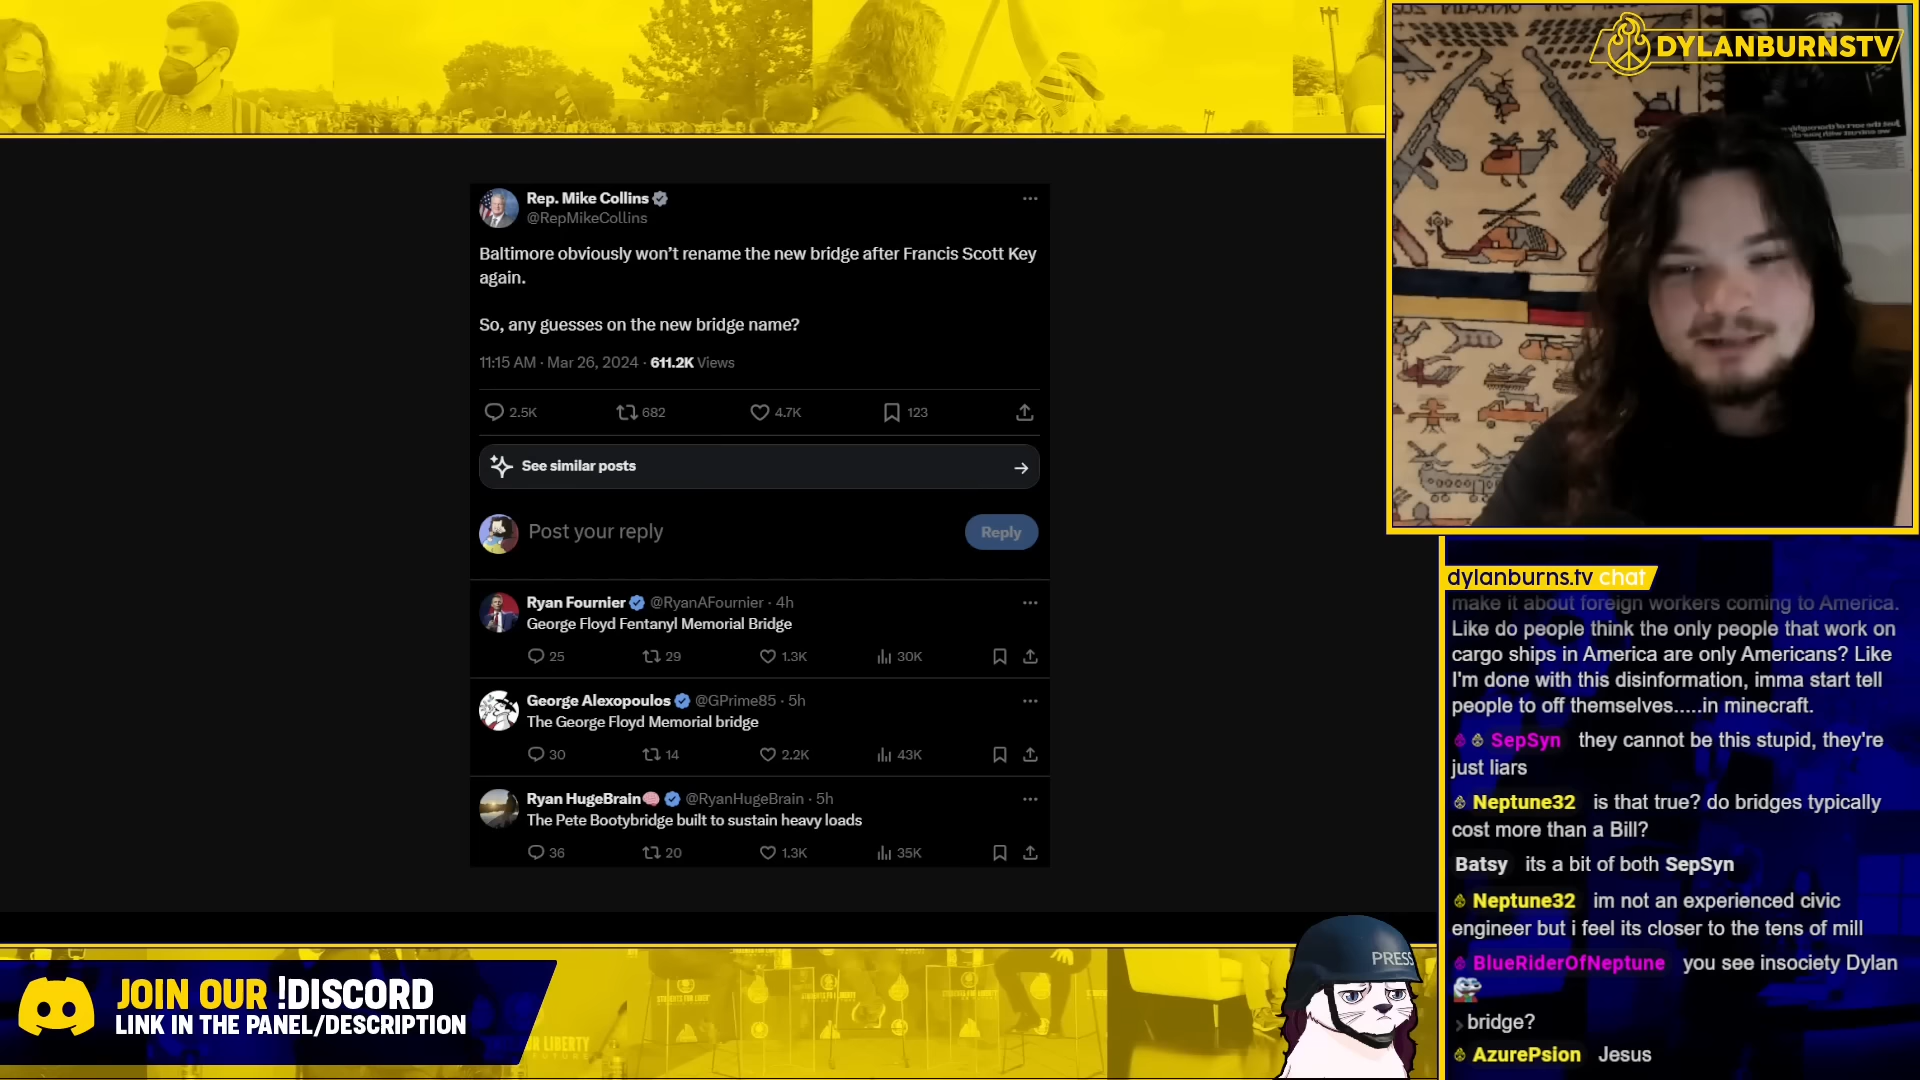 DYLANBURNSTV
Rep. Mike Collins
@RepMikeCollins
Baltimore obviously won’t rename the new bridge after Francis Scott Key
again.
So, any guesses on the new bridge name?
11:15 AM · Mar 26, 2024 · 611.2K Views
2.5K 682 4.7K 123
See similar posts
Post your reply
Reply
Ryan Fournier @RyanAFournier · 4h
George Floyd Fentanyl Memorial Bridge
25 29 1.3K 30K
George Alexopoulos @GPrime85 · 5h
The George Floyd Memorial bridge
30 14 2.2K 43K
Ryan HugeBrain🧠 @RyanHugeBrain · 5h
The Pete Bootybridge built to sustain heavy loads
36 20 1.3K 35K
dylanburns.tv chat
make it about foreign workers coming to America.
Like do people think the only people that work on
cargo ships in America are only Americans? Like
I'm done with this disinformation, imma start tell
people to off themselves.....in minecraft.
SepSyn they cannot be this stupid, they're
just liars
Neptune32 is that true? do bridges typically
cost more than a Bill?
Batsy its a bit of both SepSyn
Neptune32 im not an experienced civic
engineer but i feel its closer to the tens of mill
BlueRiderOfNeptune you see insociety Dylan
bridge?
AzurePsion Jesus
JOIN OUR !DISCORD
LINK IN THE PANEL/DESCRIPTION
PRESS